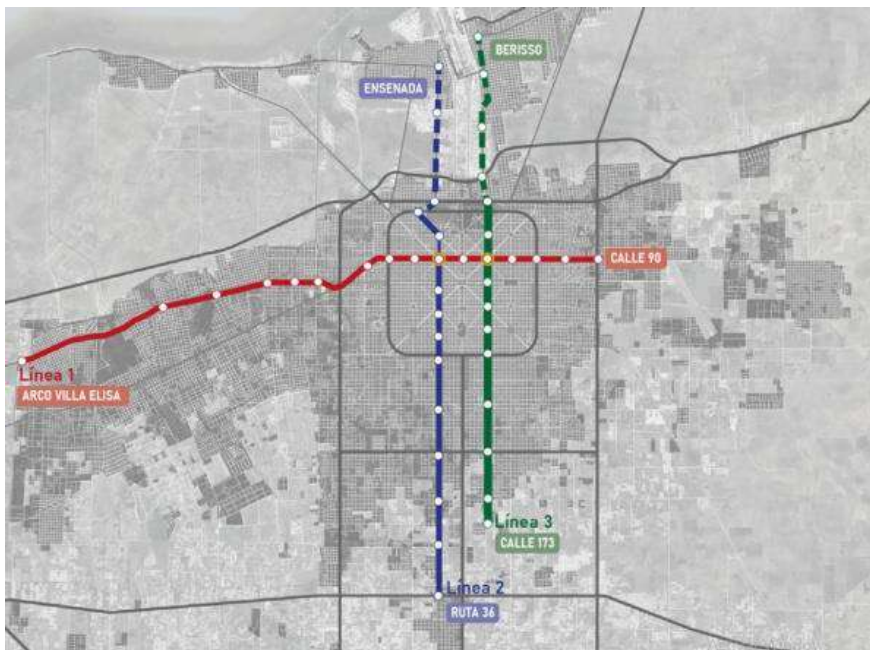 BERISSO
ENSENADA
CALLE 90
Línea 1
ARCO VILLA ELISA
Línea 3
CALLE 173
Línea 2
RUTA 36